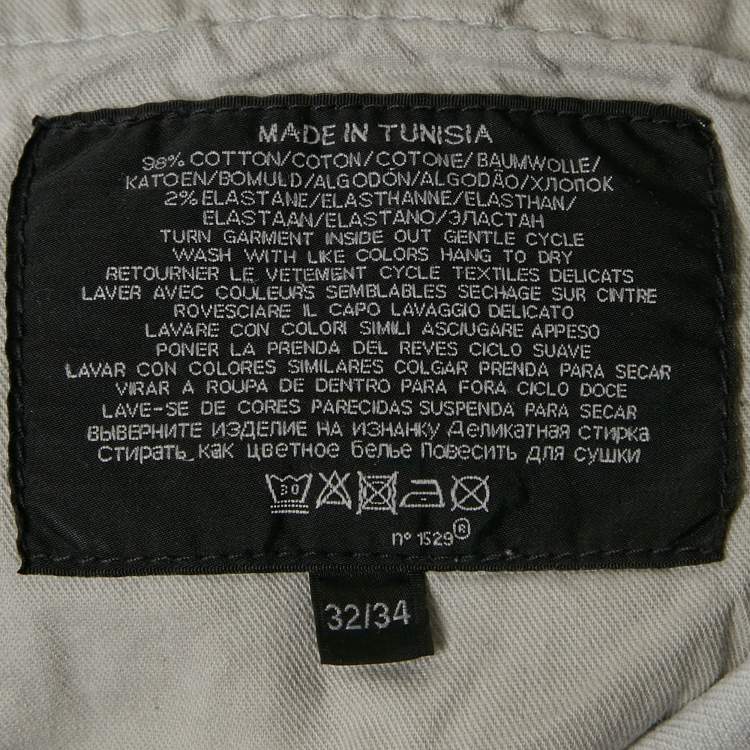 MADE IN TUNISIA
98% COTTON/COTON/COTONE/BAUMWOLLE/
KATOEN/BOMULD/ALGODÓN/ALGODÃO/ХЛОПОК
2% ELASTANE/ELASTHANNE/ELASTHAN/
ELASTAAN/ELASTANO/ЭЛАСТАН
TURN GARMENT INSIDE OUT GENTLE CYCLE
WASH WITH LIKE COLORS HANG TO DRY
RETOURNER LE VETEMENT CYCLE TEXTILES DELICATS
LAVER AVEC COULEURS SEMBLABLES SECHAGE SUR CINTRE
ROVESCIARE IL CAPO LAVAGGIO DELICATO
LAVARE CON COLORI SIMILI ASCIUGARE APPESO
PONER LA PRENDA DEL REVES CICLO SUAVE
LAVAR CON COLORES SIMILARES COLGAR PRENDA PARA SECAR
VIRAR A ROUPA DE DENTRO PARA FORA CICLO DOCE
LAVE-SE DE CORES PARECIDAS SUSPENDA PARA SECAR
ВЫВЕРНИТЕ ИЗДЕЛИЕ НА ИЗНАНКУ Деликатная стирка
Стирать как цветное белье Повесить для сушки
30
nº 1529®
32/34